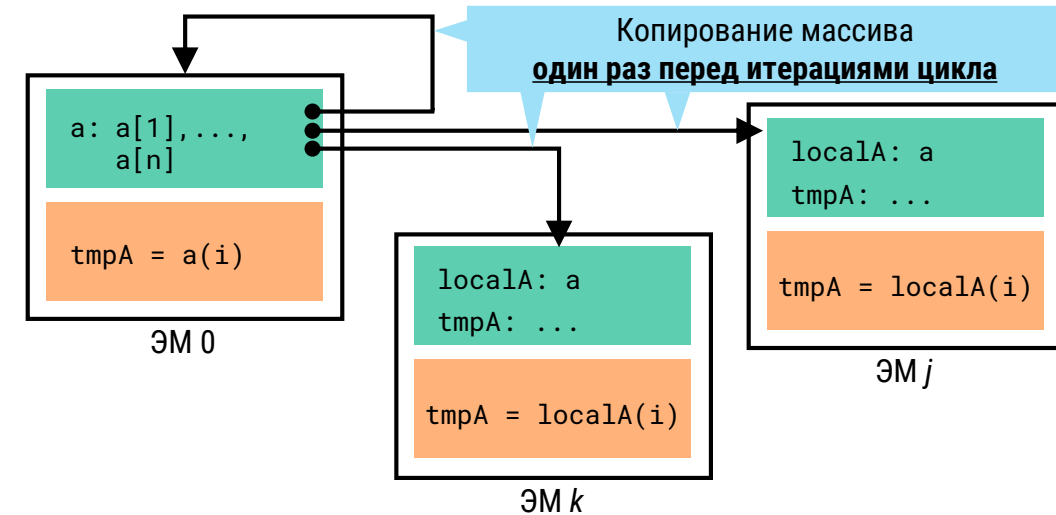 Копирование массива
один раз перед итерациями цикла
a: a[1],...,
a[n]
tmpA = a(i)
ЭМ 0
localA: a
tmpA: ...
tmpA = localA(i)
ЭМ k
localA: a
tmpA: ...
tmpA = localA(i)
ЭМ j